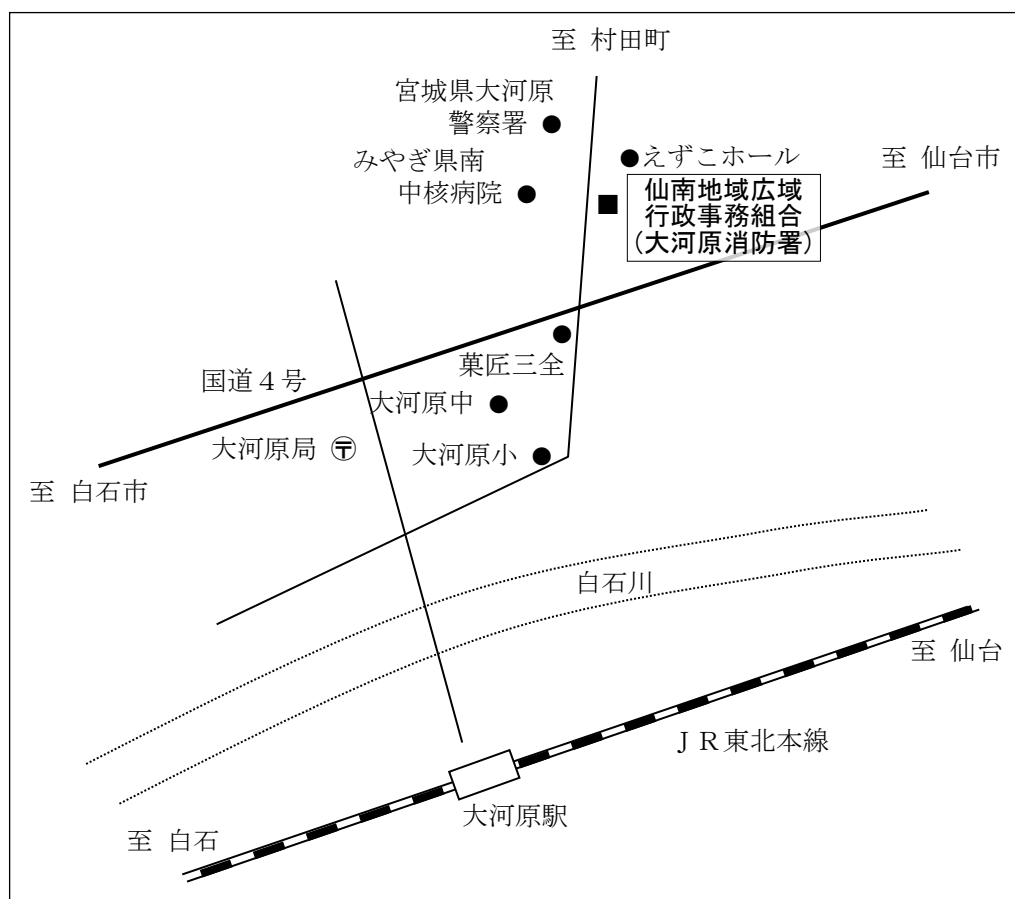 至 村田町
宮城県大河原
警察署
みやぎ県南
中核病院
えずこホール
至 仙台市
仙南地域広域
行政事務組合
(大河原消防署)
菓匠三全
国道４号
大河原中
大河原局 〶
大河原小
至 白石市
白石川
至 仙台
ＪＲ東北本線
大河原駅
至 白石